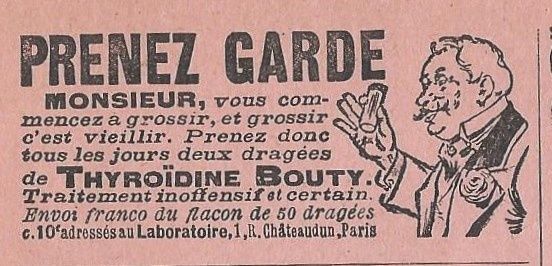 PRENEZ GARDE
MONSIEUR, vous com-
mencez à grossir, et grossir
c'est vieillir. Prenez donc
tous les jours deux dragées
de THYROÏDINE BOUTY.
Traitement inoffensif et certain.
Envoi franco du flacon de 50 dragées
c. 10ᶠ adressés au Laboratoire, 1, R. Châteaudun, Paris